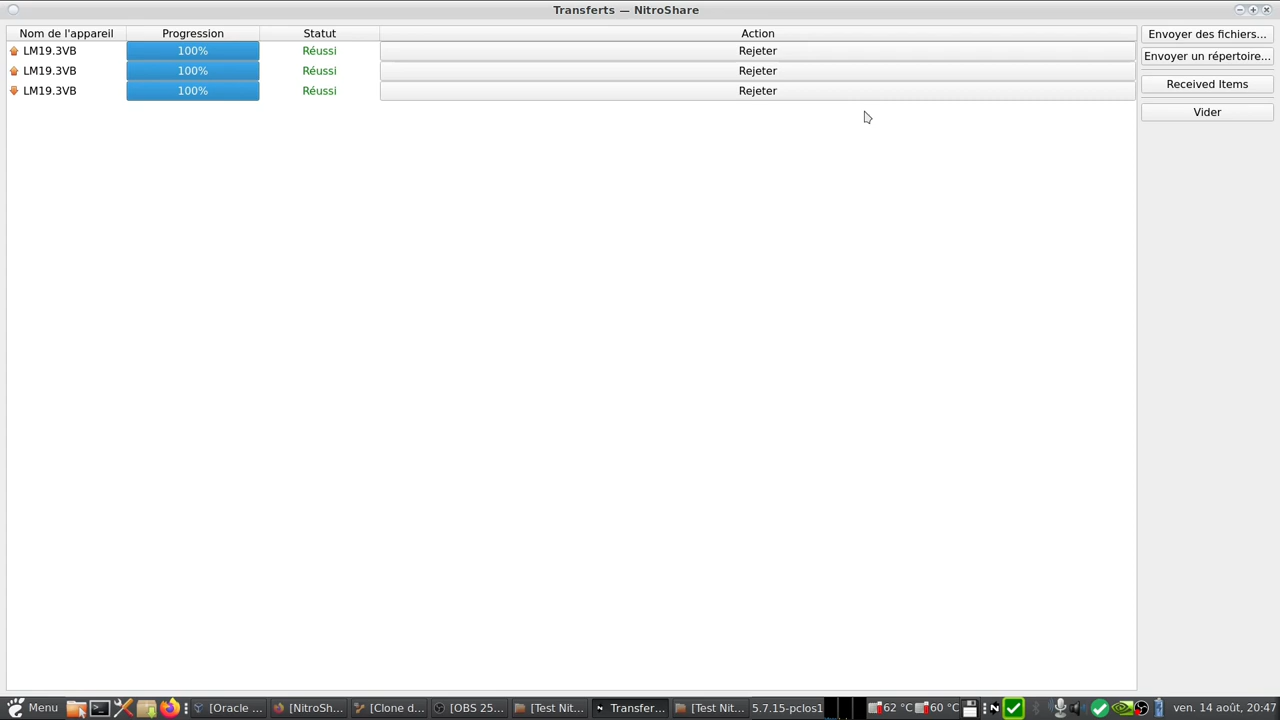 Transferts — NitroShare
Nom de l'appareil Progression Statut Action
LM19.3VB 100% Réussi Rejeter
LM19.3VB 100% Réussi Rejeter
LM19.3VB 100% Réussi Rejeter
Envoyer des fichiers...
Envoyer un répertoire...
Received Items
Vider
Menu [Oracle ... [NitroSh... [Clone d... [OBS 25... [Test Nit... Transfer... [Test Nit... 5.7.15-pclos1 62 °C 60 °C N ven. 14 août, 20:47